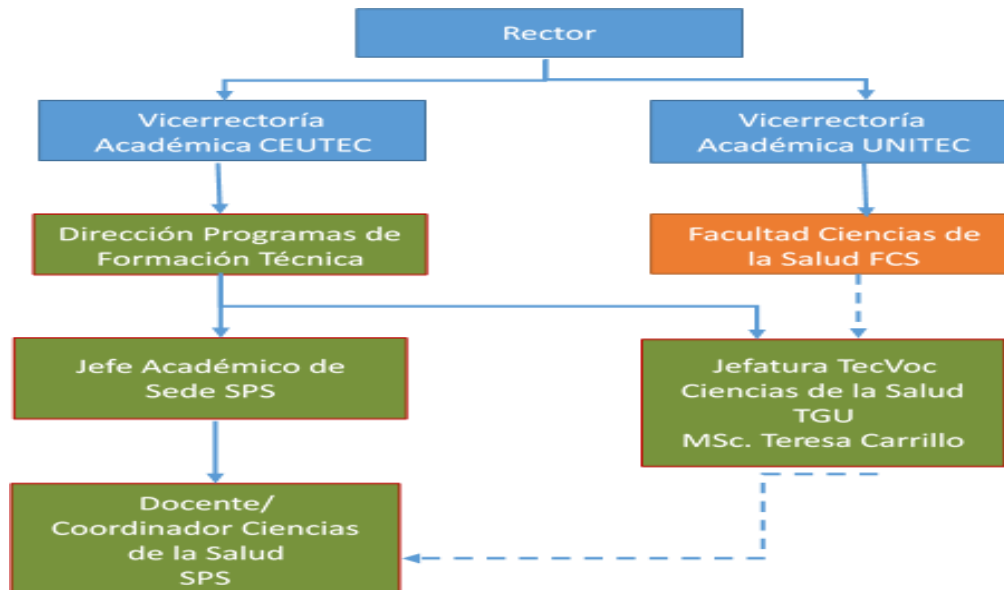 Rector
Vicerrectoría
Académica CEUTEC
Vicerrectoría
Académica UNITEC
Dirección Programas de
Formación Técnica
Facultad Ciencias de
la Salud FCS
Jefe Académico de
Sede SPS
Jefatura TecVoc
Ciencias de la Salud
TGU
MSc. Teresa Carrillo
Docente/
Coordinador Ciencias
de la Salud
SPS